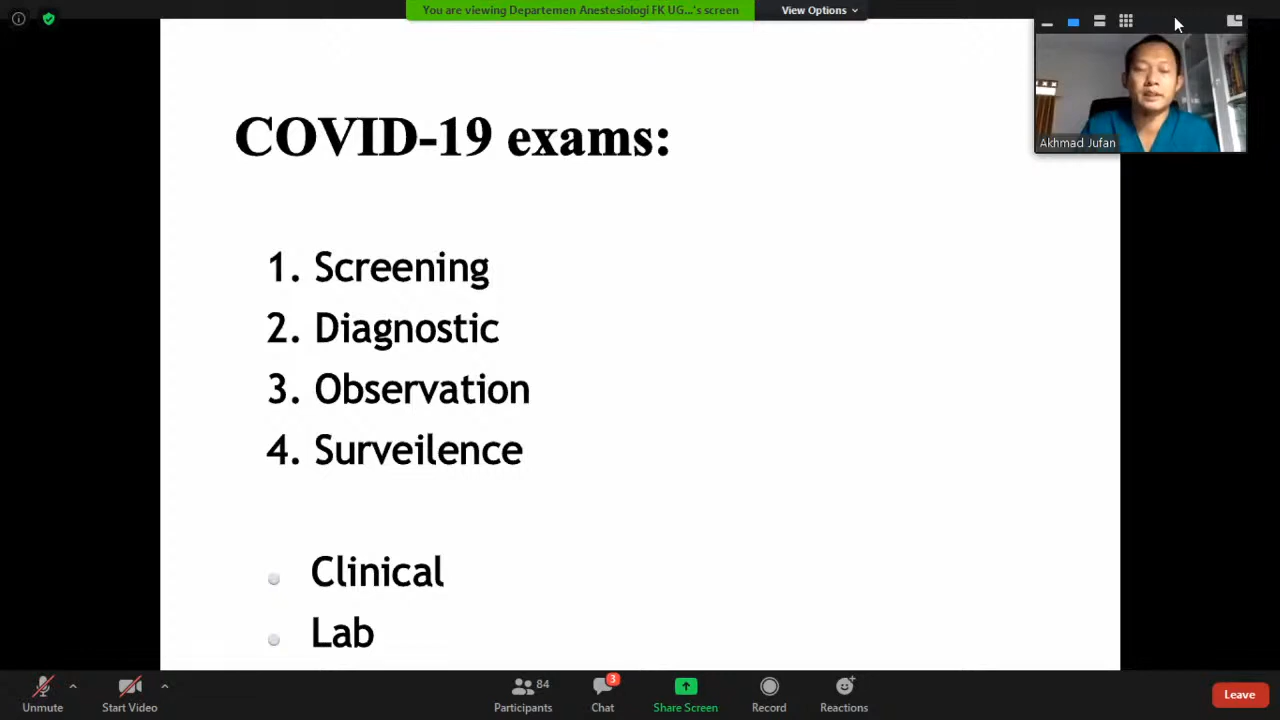 You are viewing Departemen Anestesiologi FK UG...'s screen
View Options
COVID-19 exams:
Akhmad Jufan
1. Screening
2. Diagnostic
3. Observation
4. Surveilence
Clinical
Lab
Unmute
Start Video
84
Participants
3
Chat
Share Screen
Record
Reactions
Leave